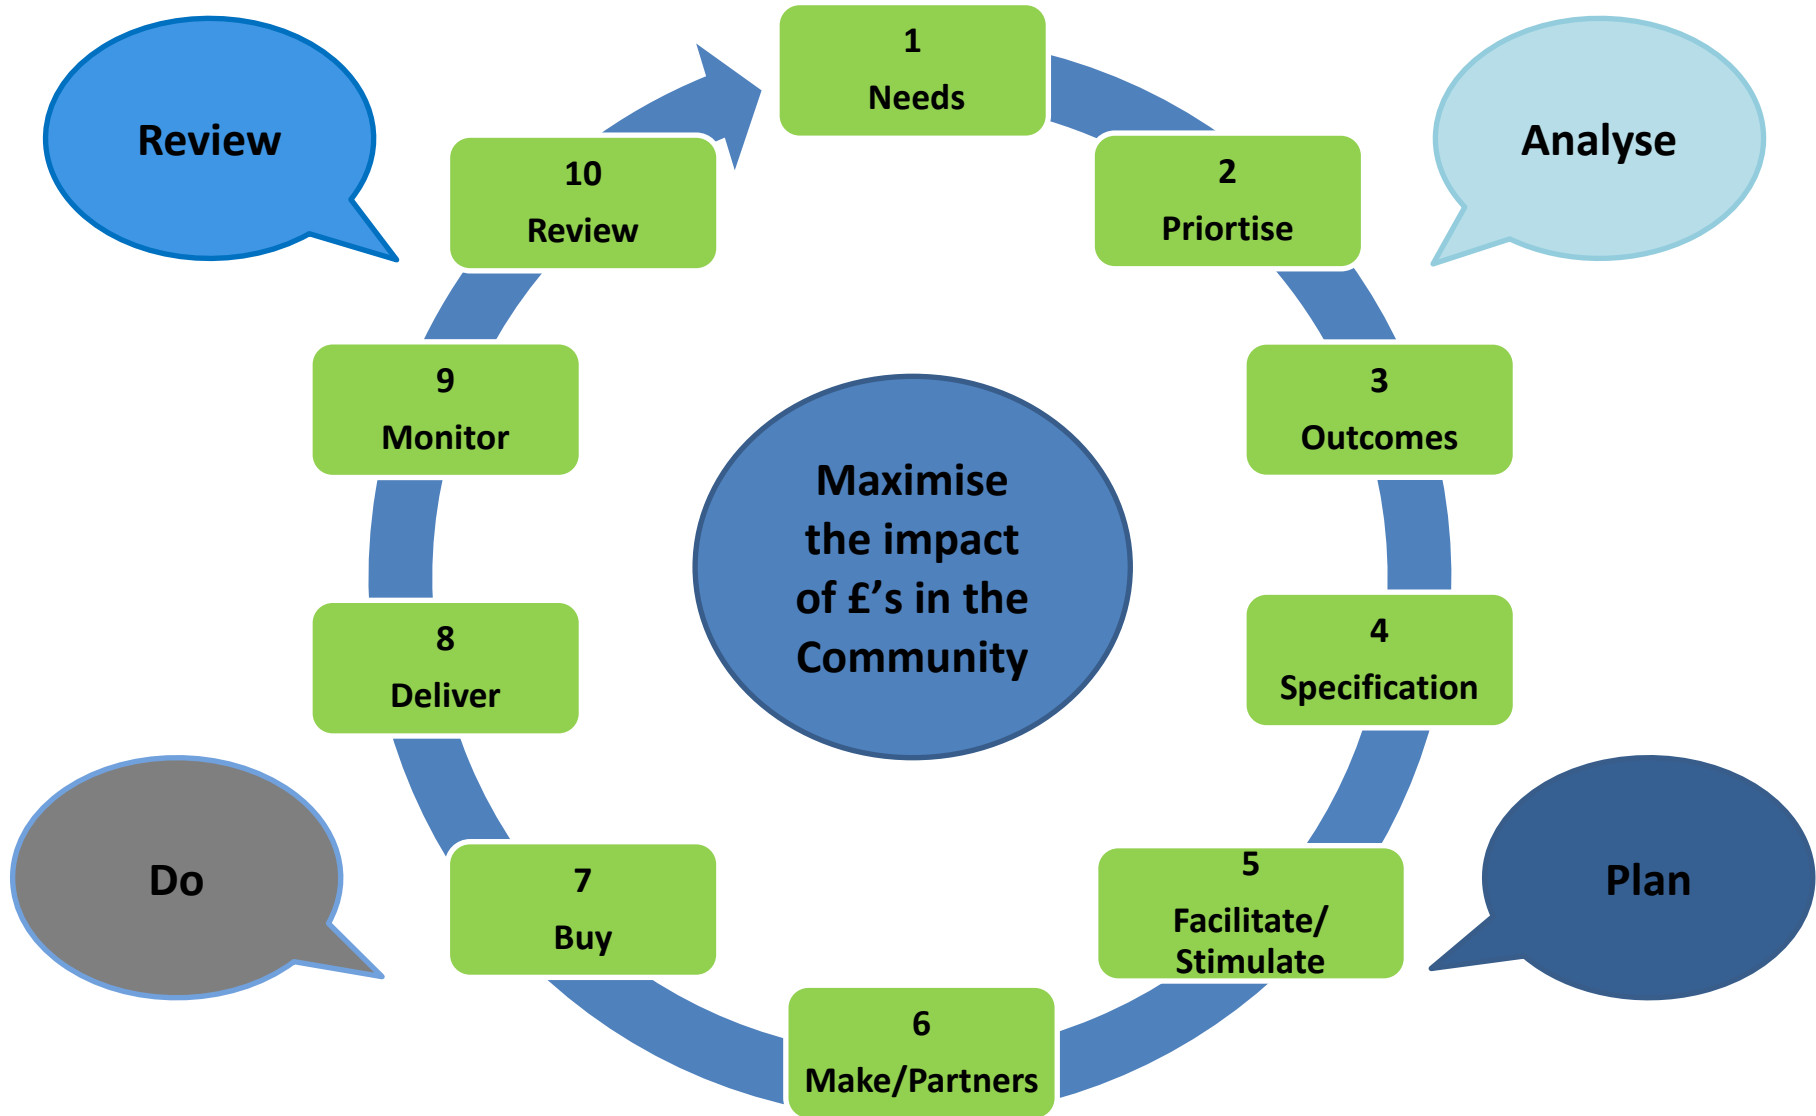 1
Needs
2
Priortise
3
Outcomes
4
Specification
5
Facilitate/
Stimulate
6
Make/Partners
7
Buy
8
Deliver
9
Monitor
10
Review
Maximise
the impact
of £’s in the
Community
Analyse
Plan
Do
Review